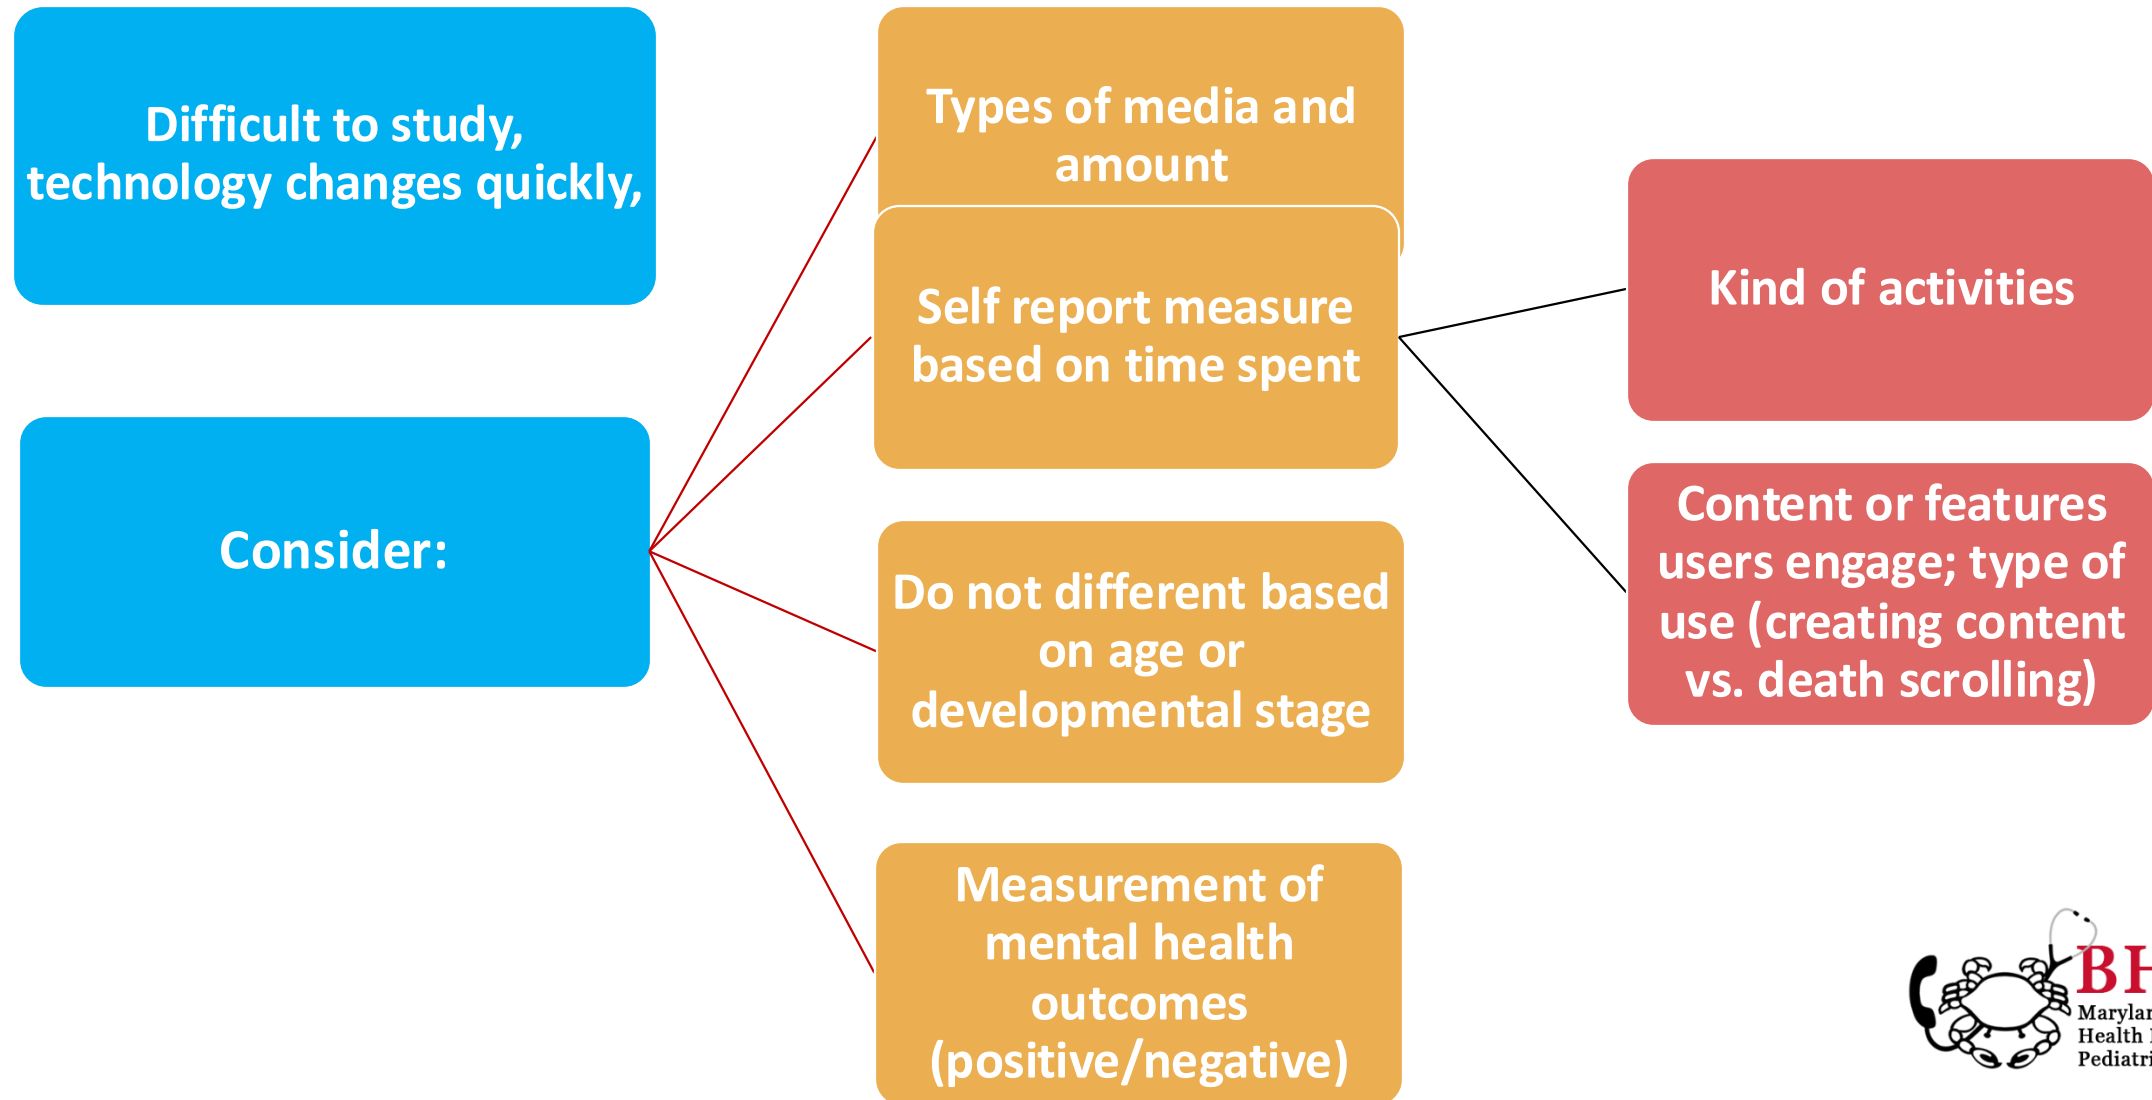 Difficult to study,
technology changes quickly,
Consider:
Types of media and
amount
Self report measure
based on time spent
Do not different based
on age or
developmental stage
Measurement of
mental health
outcomes
(positive/negative)
Kind of activities
Content or features
users engage; type of
use (creating content
vs. death scrolling)
BH
Marylan
Health
Pediatri